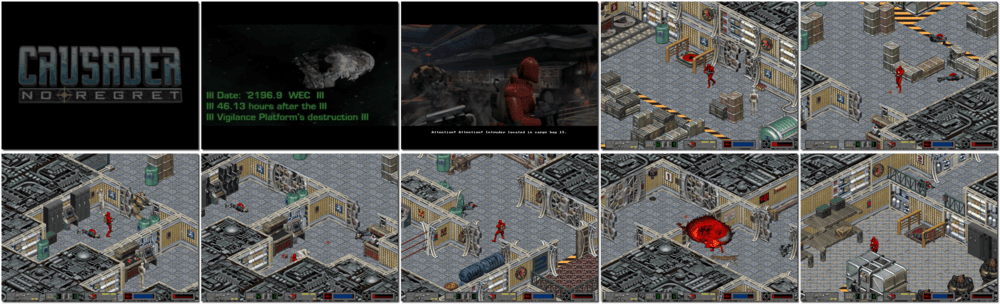 CRUSADER
NO REGRET
III Date: 2196.9 WEC III
III 46.13 hours after the III
III Vigilance Platform's destruction III
Attention! Attention! Intruder located in cargo bay 13.